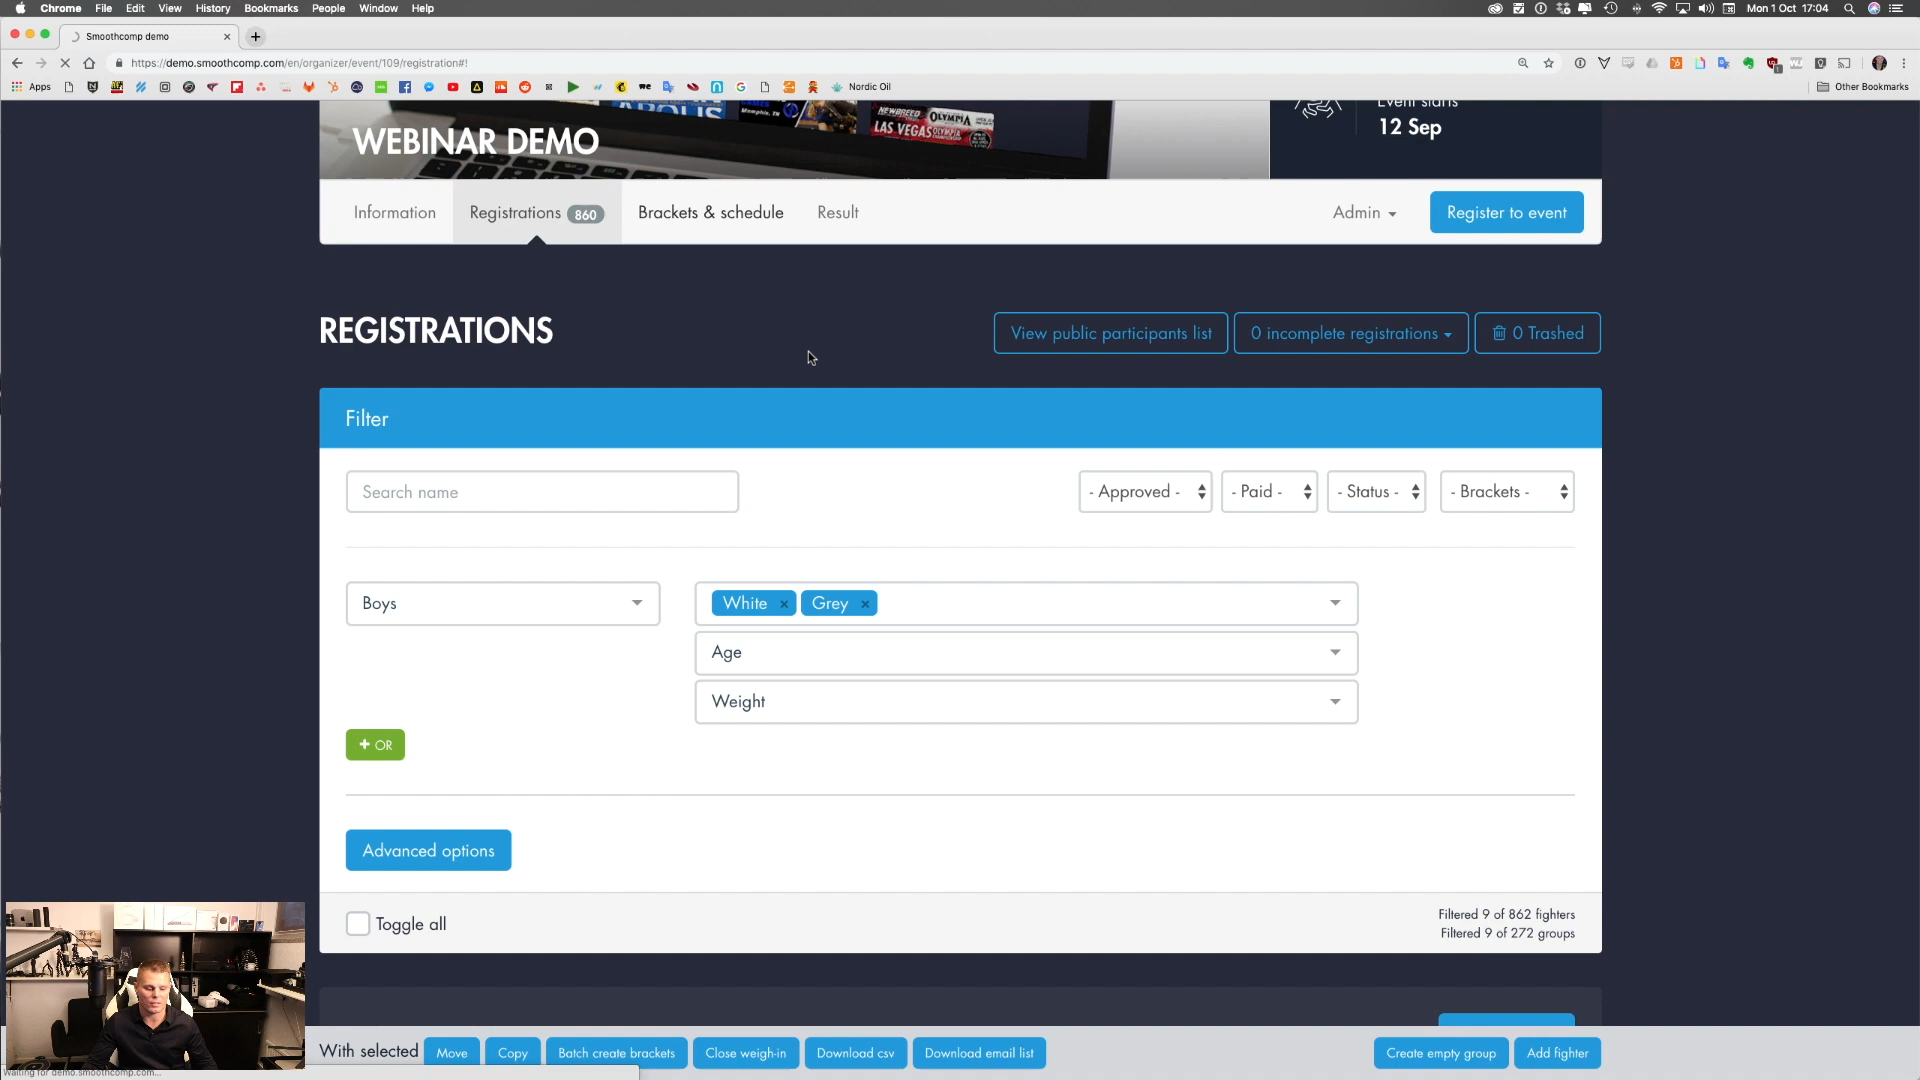 Chrome File Edit View History Bookmarks People Window Help
Mon 1 Oct 17:04
Smoothcomp demo
https://demo.smoothcomp.com/en/organizer/event/109/registration#!
Apps
Nordic Oil
Other Bookmarks
WEBINAR DEMO
OLYMPIA
LAS VEGAS
Event starts
12 Sep
Information Registrations 860 Brackets & schedule Result Admin Register to event
REGISTRATIONS
View public participants list 0 incomplete registrations 0 Trashed
Filter
Search name - Approved - - Paid - - Status - - Brackets -
Boys White × Grey ×
Age
Weight
+ OR
Advanced options
Toggle all
Filtered 9 of 862 fighters
Filtered 9 of 272 groups
With selected Move Copy Batch create brackets Close weigh-in Download csv Download email list Create empty group Add fighter
Waiting for demo.smoothcomp.com...